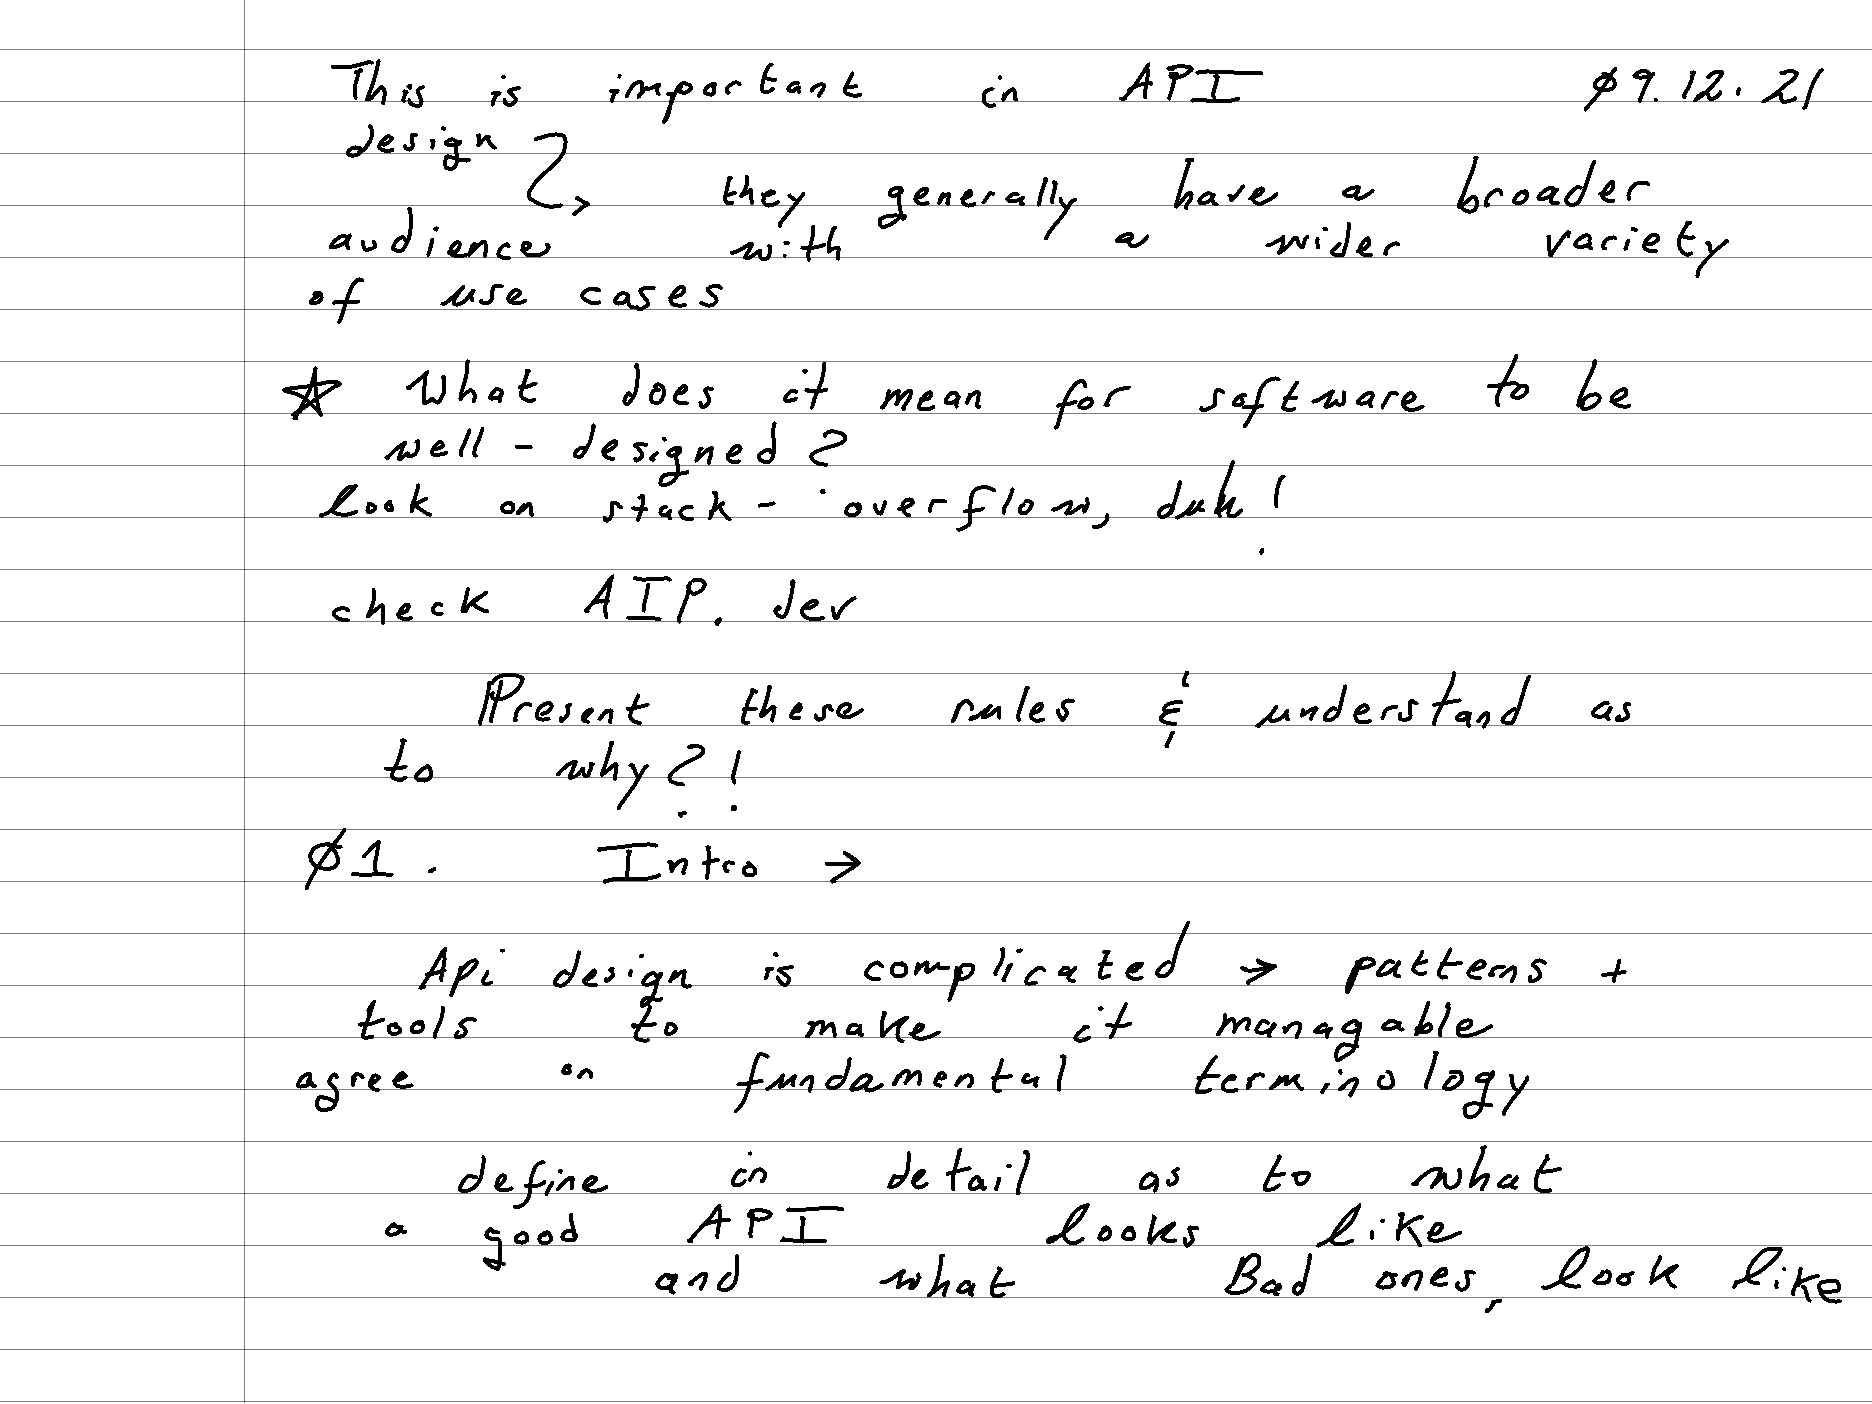 This is important in API ø9.12.21
design ↳ they generally have a broader
audience with a wider variety
of use cases
☆ What does it mean for software to be
well-designed?
look on stack-overflow, duh!
check AIP.dev
Present these rules & understand as
to why?!
ø1. Intro →
Api design is complicated → patterns +
tools to make it managable
agree on fundamental terminology
define in detail as to what
a good API looks like
and what Bad ones, look like